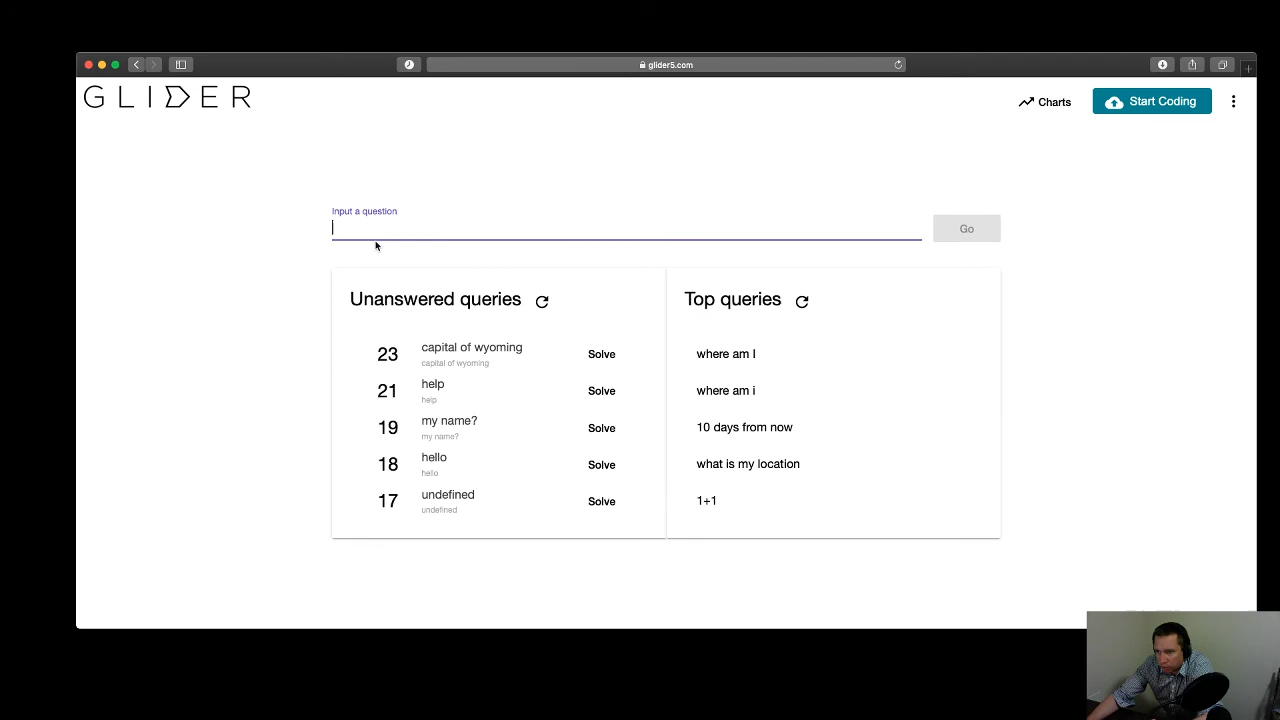 glider5.com
GLIDER
Charts
Start Coding
Input a question
Go
Unanswered queries
Top queries
23
capital of wyoming
capital of wyoming
Solve
21
help
help
Solve
19
my name?
my name?
Solve
18
hello
hello
Solve
17
undefined
undefined
Solve
where am I
where am i
10 days from now
what is my location
1+1